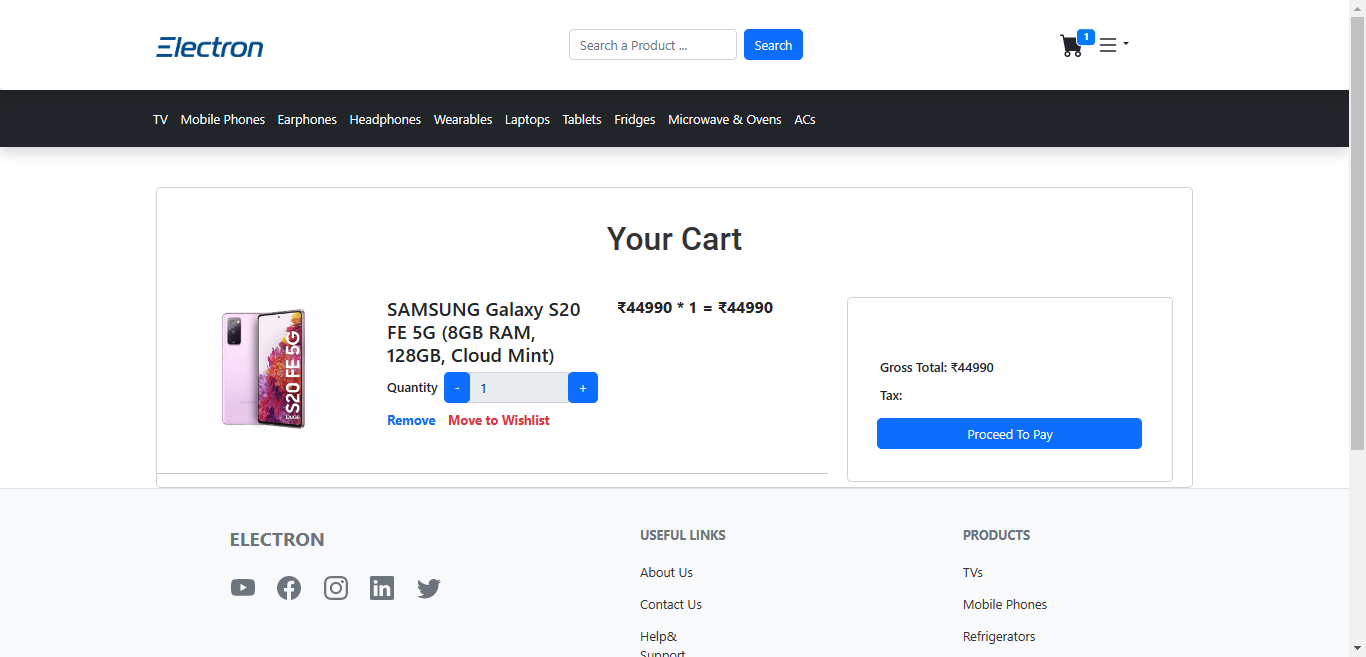 Electron
Search a Product ...
Search
1
TV Mobile Phones Earphones Headphones Wearables Laptops Tablets Fridges Microwave & Ovens ACs
Your Cart
S20 FE 5G
SAMSUNG Galaxy S20
FE 5G (8GB RAM,
128GB, Cloud Mint)
₹44990 * 1 = ₹44990
Quantity - 1 +
Remove Move to Wishlist
Gross Total: ₹44990
Tax:
Proceed To Pay
ELECTRON
USEFUL LINKS
About Us
Contact Us
Help&
Support
PRODUCTS
TVs
Mobile Phones
Refrigerators